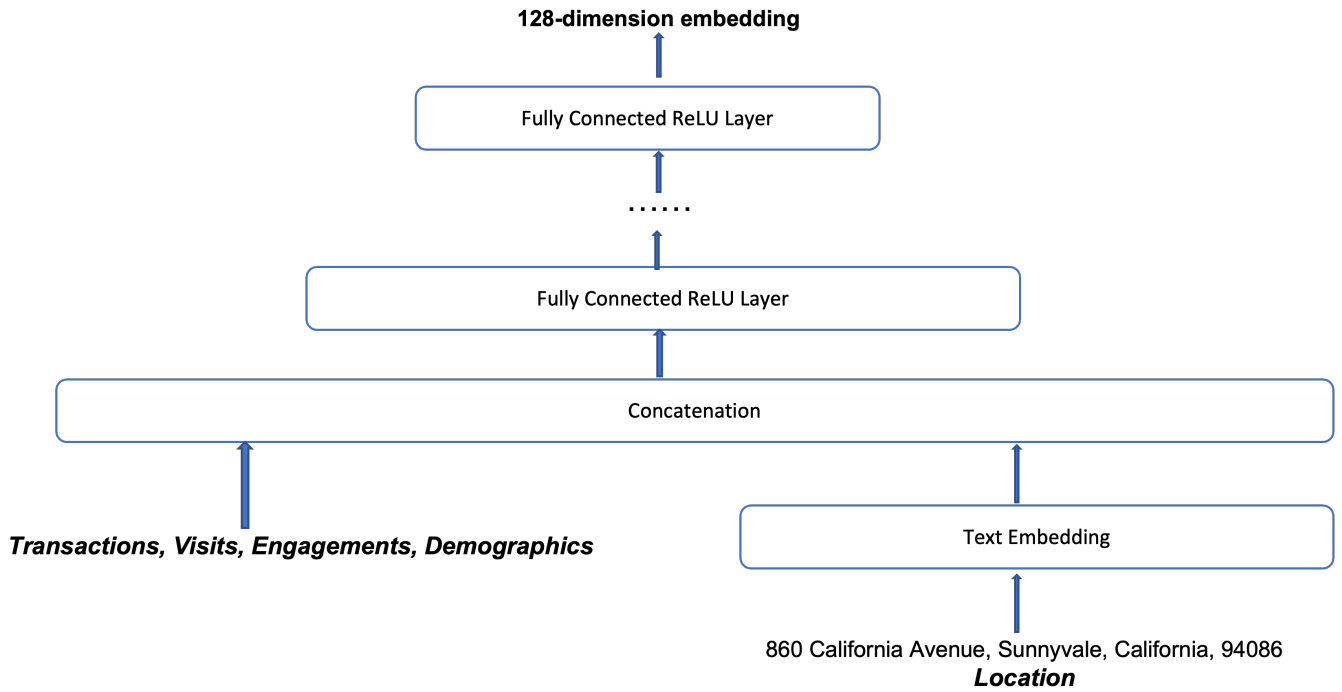 128-dimension embedding
Fully Connected ReLU Layer
......
Fully Connected ReLU Layer
Concatenation
Transactions, Visits, Engagements, Demographics
Text Embedding
860 California Avenue, Sunnyvale, California, 94086
Location